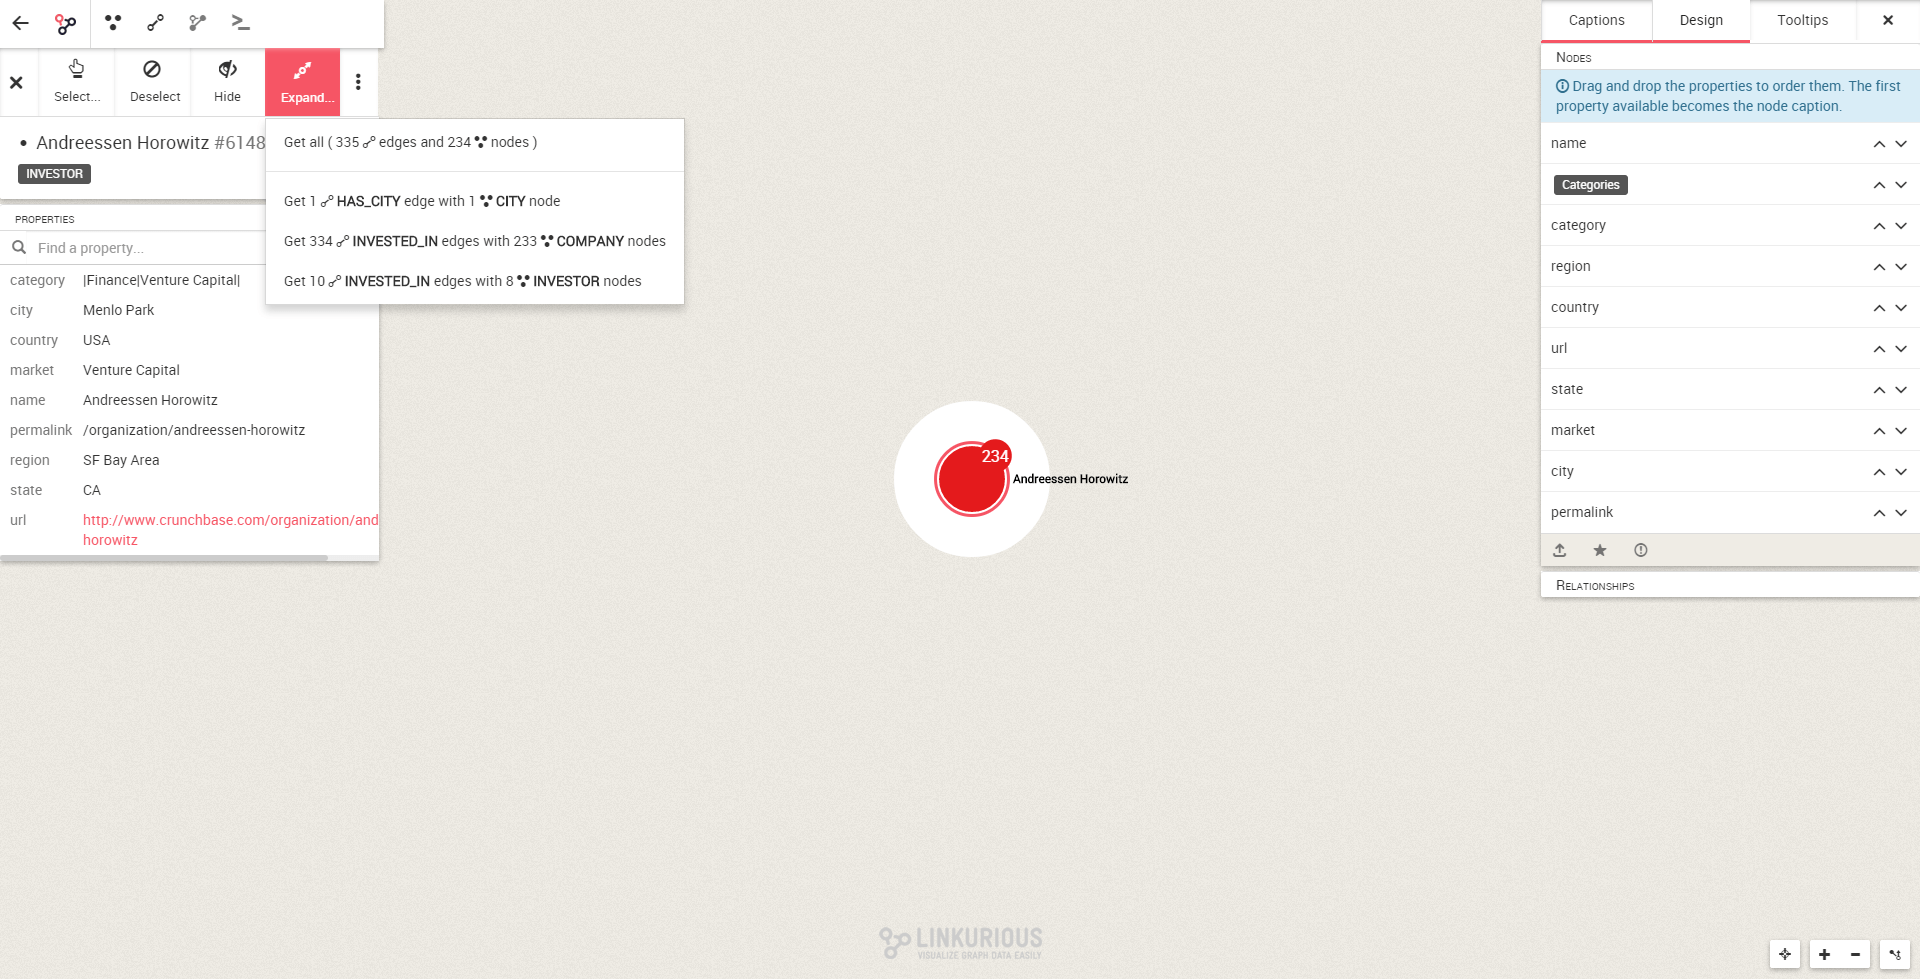 Select...
Deselect
Hide
Expand...
Andreessen Horowitz #6148
INVESTOR
PROPERTIES
Find a property...
category |Finance|Venture Capital|
city Menlo Park
country USA
market Venture Capital
name Andreessen Horowitz
permalink /organization/andreessen-horowitz
region SF Bay Area
state CA
url http://www.crunchbase.com/organization/and
horowitz
Get all ( 335 edges and 234 nodes )
Get 1 HAS_CITY edge with 1 CITY node
Get 334 INVESTED_IN edges with 233 COMPANY nodes
Get 10 INVESTED_IN edges with 8 INVESTOR nodes
234
Andreessen Horowitz
LINKURIOUS
VISUALIZE GRAPH DATA EASILY
Captions
Design
Tooltips
NODES
Drag and drop the properties to order them. The first
property available becomes the node caption.
name
Categories
category
region
country
url
state
market
city
permalink
RELATIONSHIPS